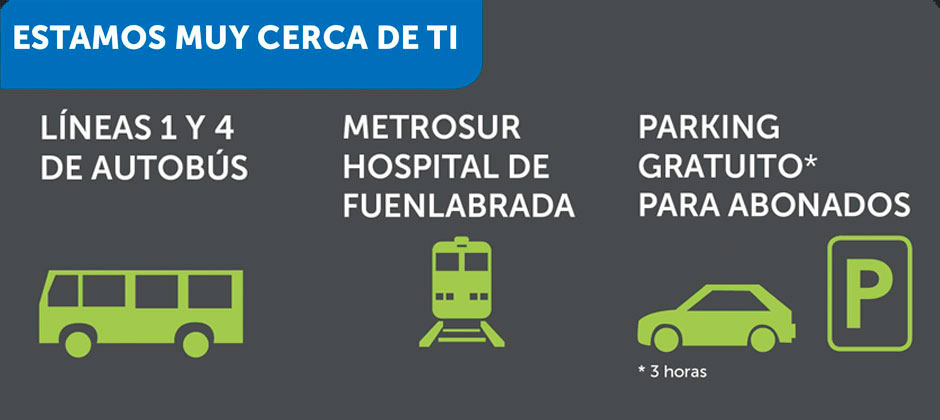 ESTAMOS MUY CERCA DE TI
LÍNEAS 1 Y 4
DE AUTOBÚS
METROSUR
HOSPITAL DE
FUENLABRADA
PARKING
GRATUITO*
PARA ABONADOS
P
* 3 horas